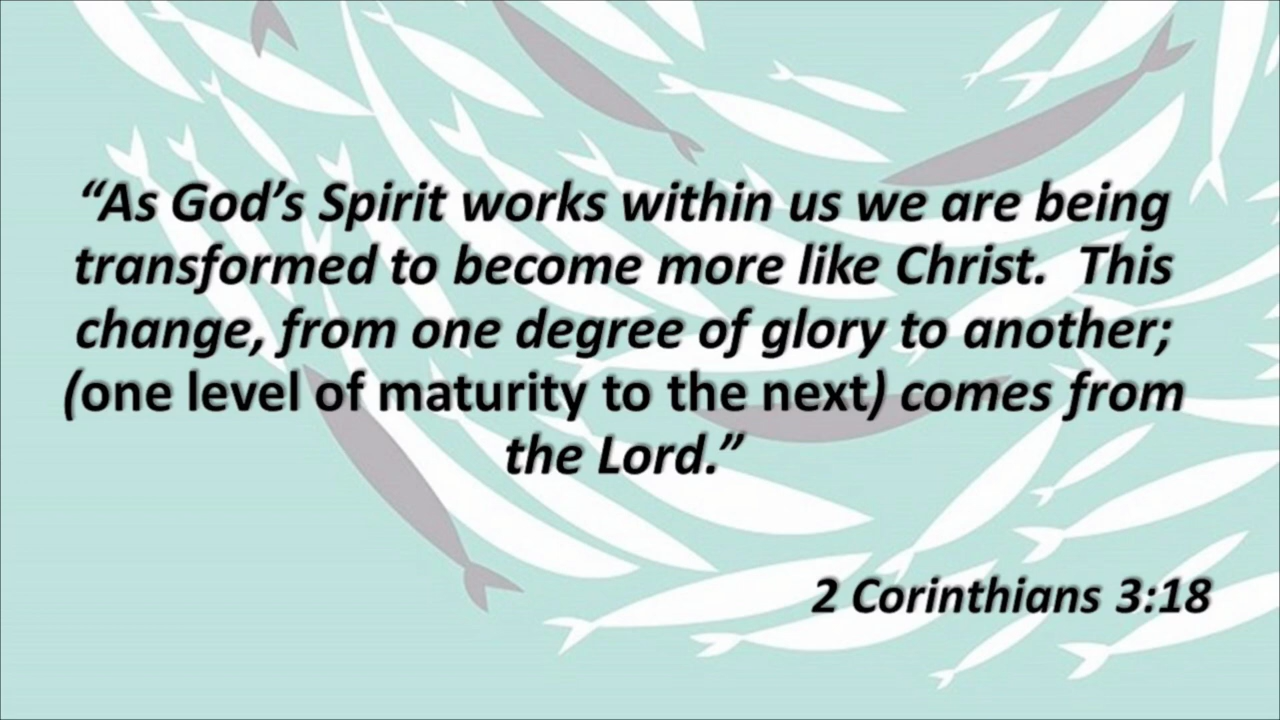 “As God’s Spirit works within us we are being
transformed to become more like Christ.  This
change, from one degree of glory to another;
(one level of maturity to the next) comes from
the Lord.”
2 Corinthians 3:18